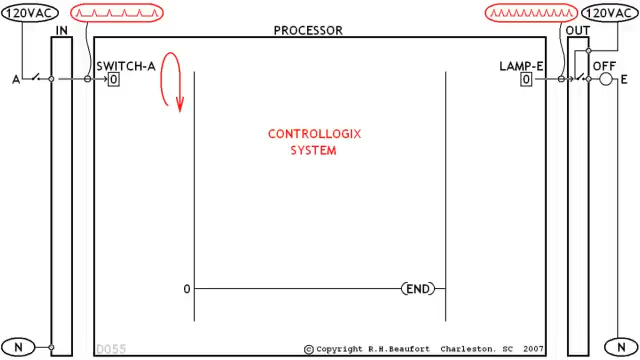 120VAC
120VAC
IN
PROCESSOR
OUT
SWITCH-A
LAMP-E
OFF
A
0
0
E
CONTROLLOGIX
SYSTEM
0
END
N
D055
© Copyright R.H.Beaufort Charleston. SC 2007
N